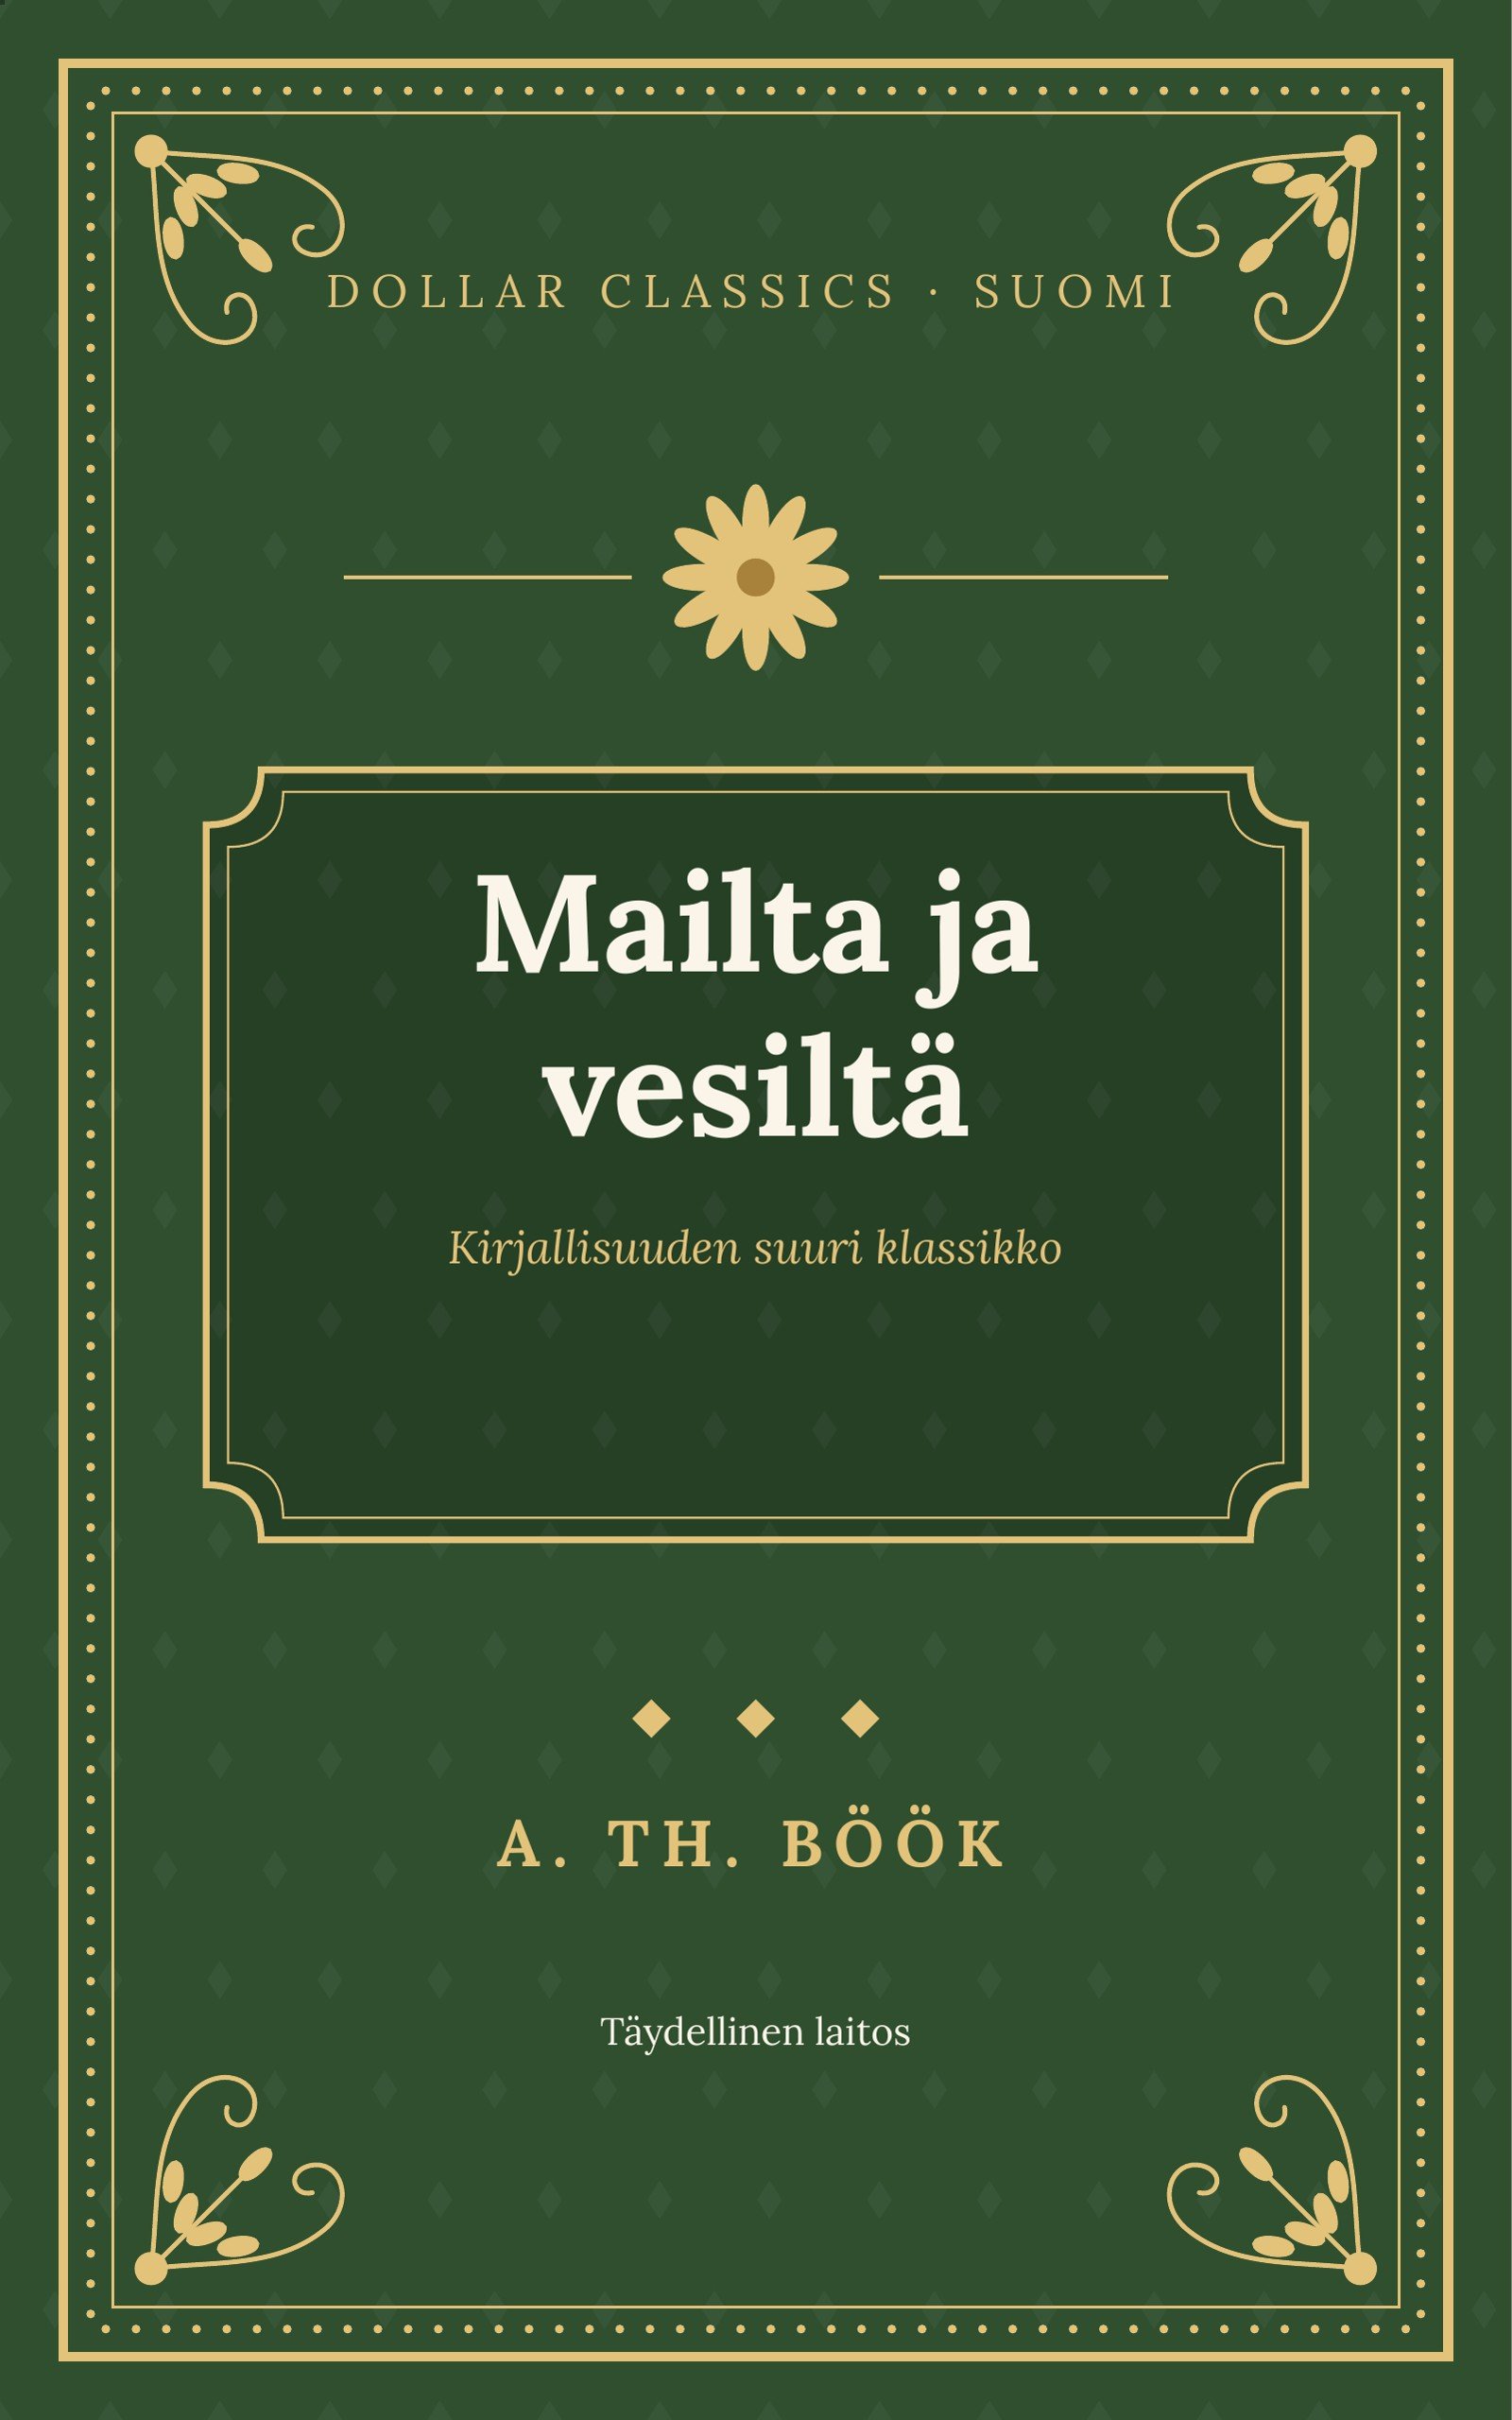 DOLLAR CLASSICS · SUOMI
Mailta ja
vesiltä
Kirjallisuuden suuri klassikko
A. TH. BÖÖK
Täydellinen laitos